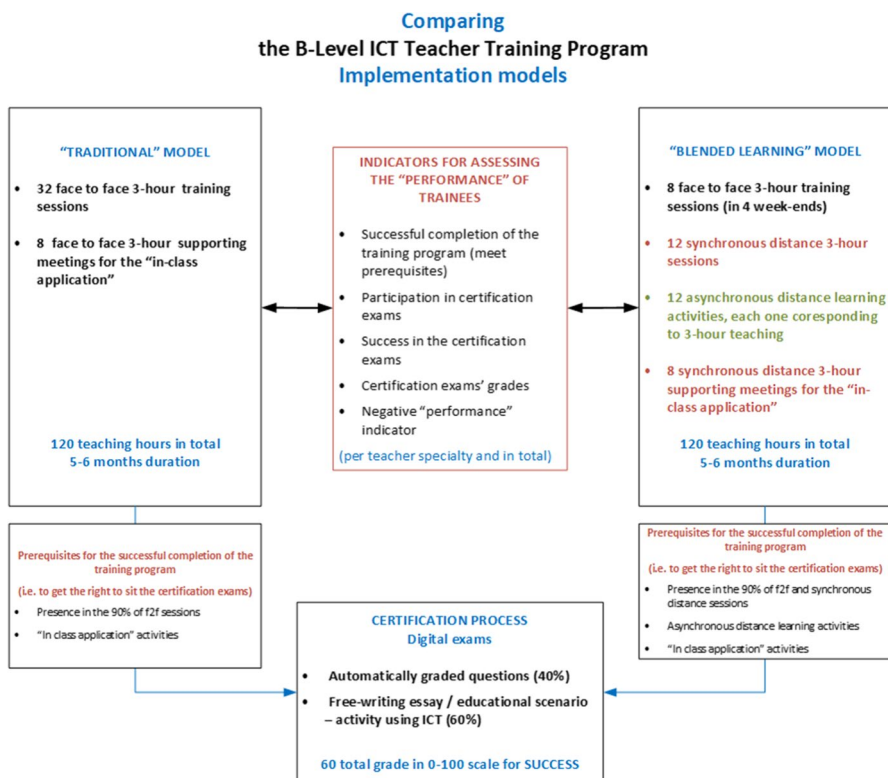 Comparing
the B-Level ICT Teacher Training Program
Implementation models
“TRADITIONAL” MODEL
• 32 face to face 3-hour training
sessions
• 8 face to face 3-hour supporting
meetings for the “in-class
application”
120 teaching hours in total
5-6 months duration
INDICATORS FOR ASSESSING
THE “PERFORMANCE” OF
TRAINEES
• Successful completion of the
training program (meet
prerequisites)
• Participation in certification
exams
• Success in the certification
exams
• Certification exams’ grades
• Negative “performance”
indicator
(per teacher specialty and in total)
“BLENDED LEARNING” MODEL
• 8 face to face 3-hour training
sessions (in 4 week-ends)
• 12 synchronous distance 3-hour
sessions
• 12 asynchronous distance learning
activities, each one coresponding
to 3-hour teaching
• 8 synchronous distance 3-hour
supporting meetings for the “in-
class application”
120 teaching hours in total
5-6 months duration
Prerequisites for the successful completion of the
training program
(i.e. to get the right to sit the certification exams)
• Presence in the 90% of f2f sessions
• “In class application” activities
Prerequisites for the successful completion of the
training program
(i.e. to get the right to sit the certification exams)
• Presence in the 90% of f2f and synchronous
distance sessions
• Asynchronous distance learning activities
• “In class application” activities
CERTIFICATION PROCESS
Digital exams
• Automatically graded questions (40%)
• Free-writing essay / educational scenario
– activity using ICT (60%)
60 total grade in 0-100 scale for SUCCESS